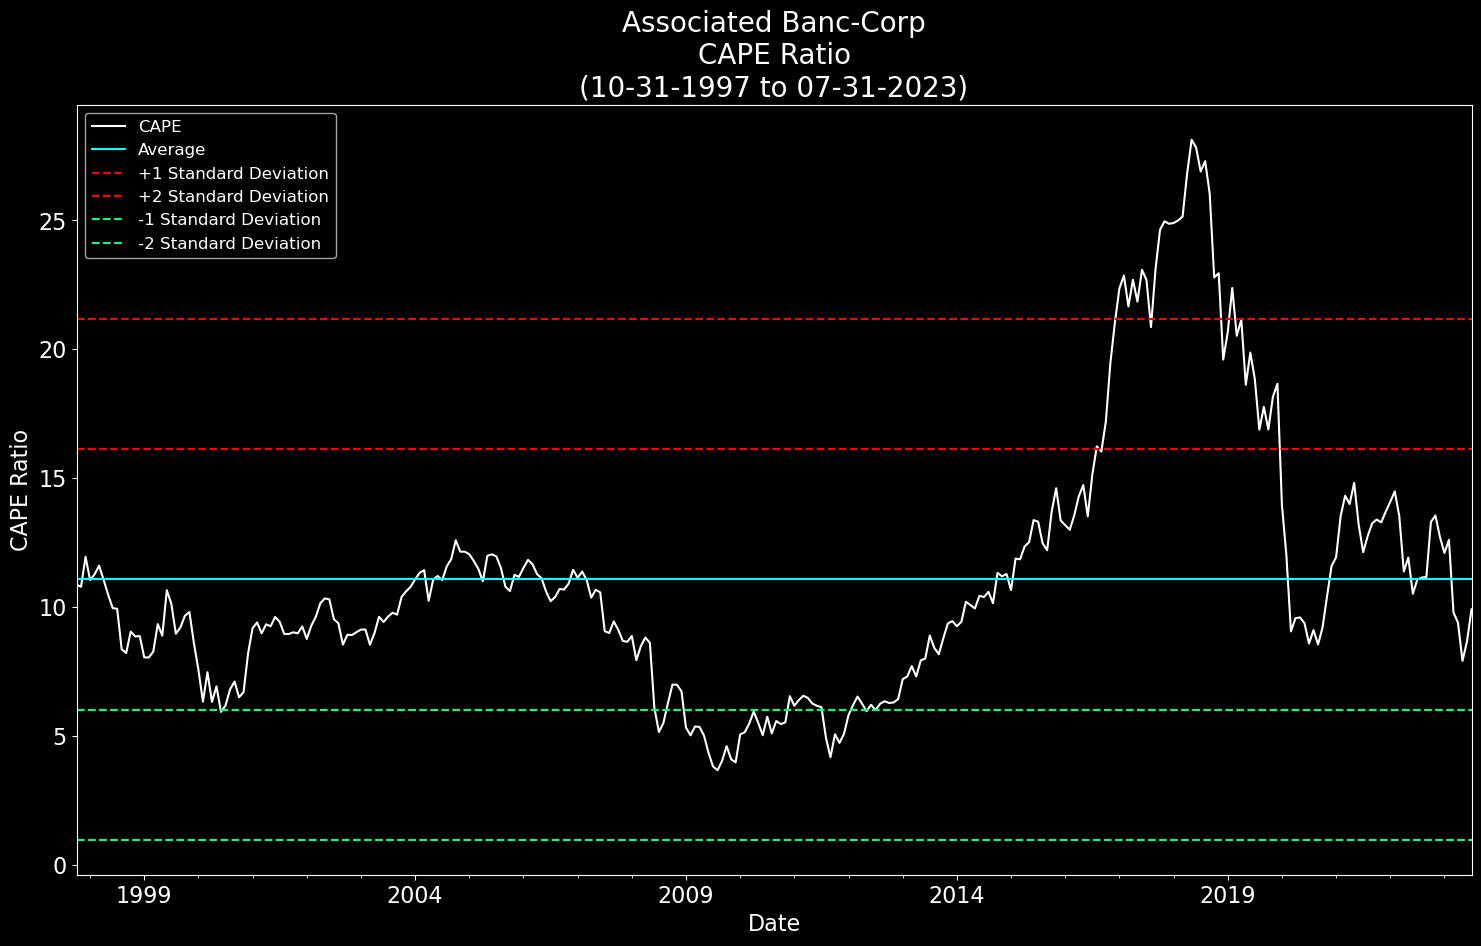 Associated Banc-Corp
CAPE Ratio
(10-31-1997 to 07-31-2023)
CAPE
Average
+1 Standard Deviation
+2 Standard Deviation
-1 Standard Deviation
-2 Standard Deviation
25
20
15
10
5
0
CAPE Ratio
1999
2004
2009
2014
2019
Date